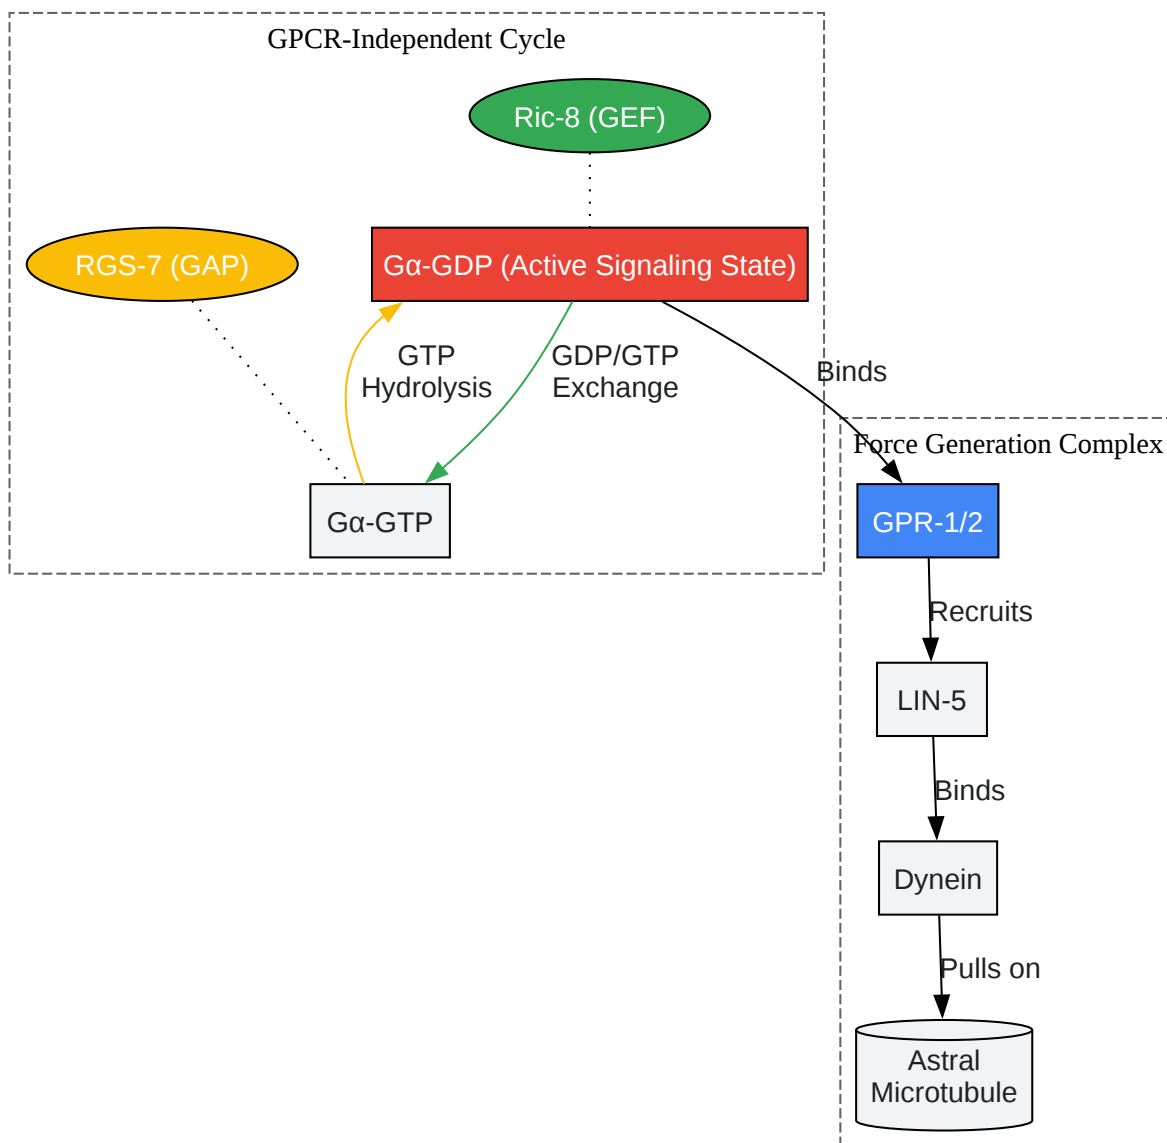 GPCR-Independent Cycle
Ric-8 (GEF)
RGS-7 (GAP)
Gα-GDP (Active Signaling State)
GTP
Hydrolysis
GDP/GTP
Exchange
Binds
Force Generation Complex
Gα-GTP
GPR-1/2
Recruits
LIN-5
Binds
Dynein
Pulls on
Astral
Microtubule